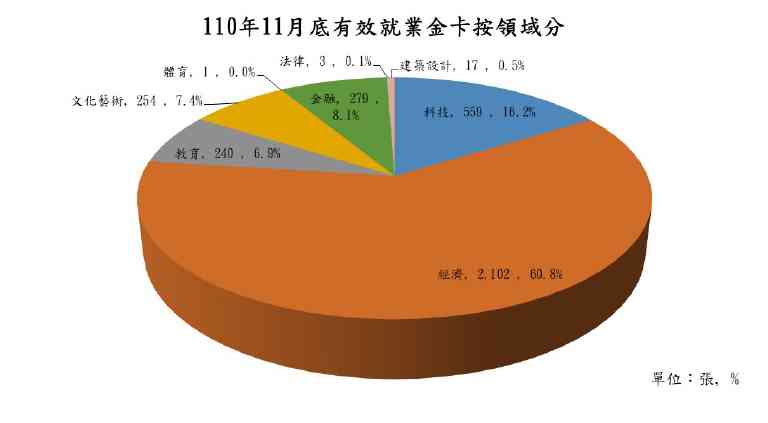 110年11月底有效就業金卡按領域分
法律, 3 , 0.1%
建築設計, 17 , 0.5%
體育, 1 , 0.0%
文化藝術, 254 , 7.4%
金融, 279 ,
8.1%
科技, 559 , 16.2%
教育, 240 , 6.9%
經濟, 2,102 , 60.8%
單位：張, %